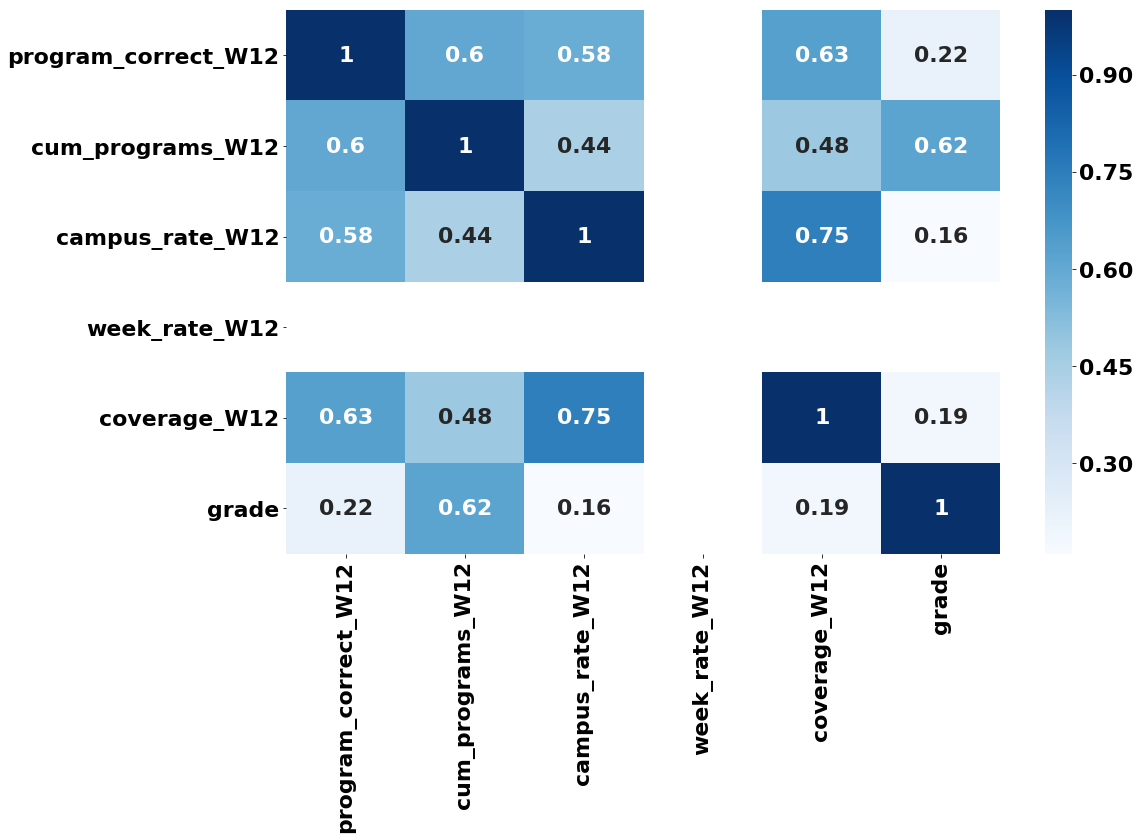 program_correct_W12 1 0.6 0.58 0.63 0.22
cum_programs_W12 0.6 1 0.44 0.48 0.62
campus_rate_W12 0.58 0.44 1 0.75 0.16
week_rate_W12
coverage_W12 0.63 0.48 0.75 1 0.19
grade 0.22 0.62 0.16 0.19 1
program_correct_W12
cum_programs_W12
campus_rate_W12
week_rate_W12
coverage_W12
grade
0.90
0.75
0.60
0.45
0.30